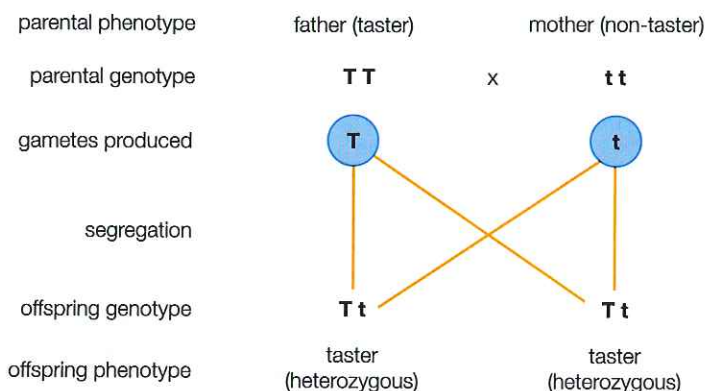 parental phenotype father (taster) mother (non-taster)
parental genotype T T x t t
gametes produced T t
segregation
offspring genotype T t T t
offspring phenotype taster (heterozygous) taster (heterozygous)